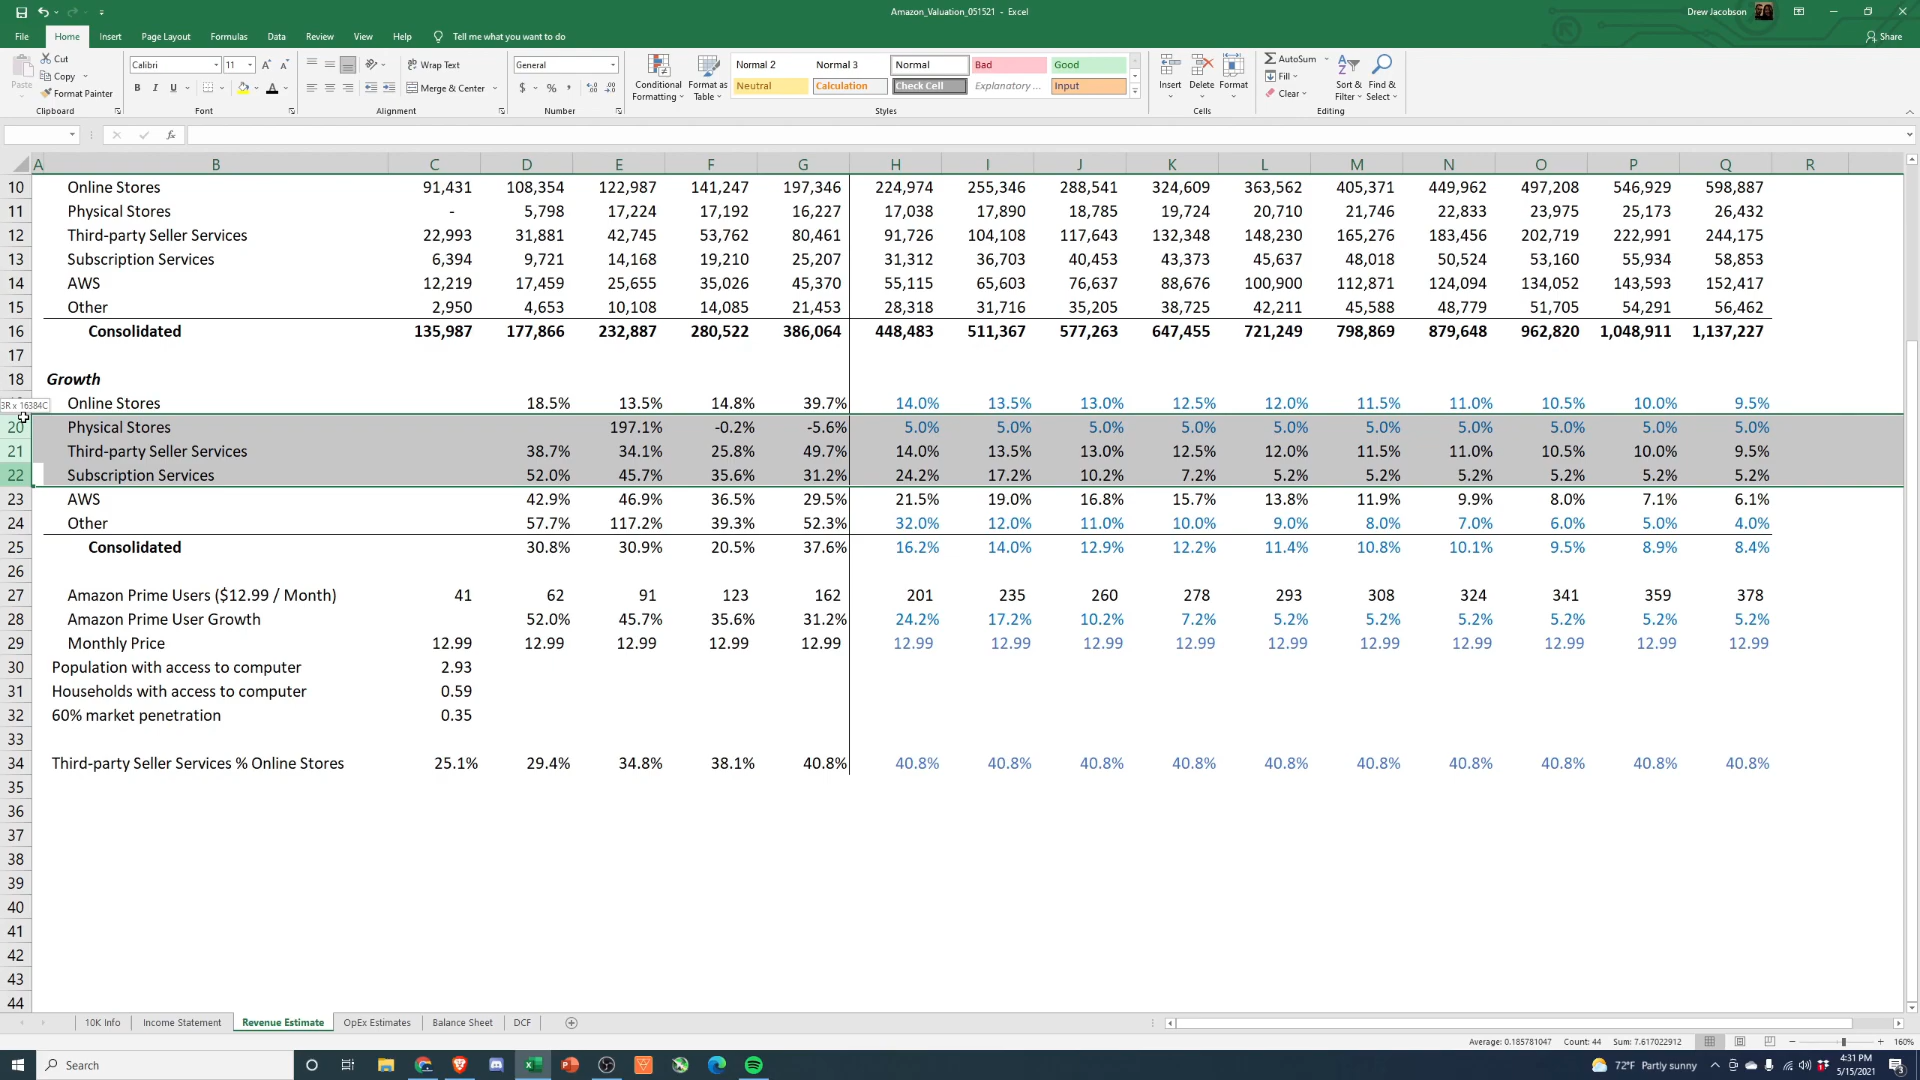 Amazon_Valuation_051521 - Excel
Drew Jacobson
File Home Insert Page Layout Formulas Data Review View Help Tell me what you want to do Share
Paste Cut Copy Format Painter Clipboard
Calibri 11 B I U A Font
Wrap Text Merge & Center Alignment
General $ % , Number
Conditional Formatting Format as Table
Normal 2 Normal 3 Normal Bad Good
Neutral Calculation Check Cell Explanatory ... Input
Styles
Insert Delete Format Cells
AutoSum Fill Clear Sort & Filter Find & Select Editing
fx
A B C D E F G H I J K L M N O P Q R
10 Online Stores 91,431 108,354 122,987 141,247 197,346 224,974 255,346 288,541 324,609 363,562 405,371 449,962 497,208 546,929 598,887
11 Physical Stores - 5,798 17,224 17,192 16,227 17,038 17,890 18,785 19,724 20,710 21,746 22,833 23,975 25,173 26,432
12 Third-party Seller Services 22,993 31,881 42,745 53,762 80,461 91,726 104,108 117,643 132,348 148,230 165,276 183,456 202,719 222,991 244,175
13 Subscription Services 6,394 9,721 14,168 19,210 25,207 31,312 36,703 40,453 43,373 45,637 48,018 50,524 53,160 55,934 58,853
14 AWS 12,219 17,459 25,655 35,026 45,370 55,115 65,603 76,637 88,676 100,900 112,871 124,094 134,052 143,593 152,417
15 Other 2,950 4,653 10,108 14,085 21,453 28,318 31,716 35,205 38,725 42,211 45,588 48,779 51,705 54,291 56,462
16 Consolidated 135,987 177,866 232,887 280,522 386,064 448,483 511,367 577,263 647,455 721,249 798,869 879,648 962,820 1,048,911 1,137,227
17
18 Growth
3R x 16384C Online Stores 18.5% 13.5% 14.8% 39.7% 14.0% 13.5% 13.0% 12.5% 12.0% 11.5% 11.0% 10.5% 10.0% 9.5%
20 Physical Stores 197.1% -0.2% -5.6% 5.0% 5.0% 5.0% 5.0% 5.0% 5.0% 5.0% 5.0% 5.0% 5.0%
21 Third-party Seller Services 38.7% 34.1% 25.8% 49.7% 14.0% 13.5% 13.0% 12.5% 12.0% 11.5% 11.0% 10.5% 10.0% 9.5%
22 Subscription Services 52.0% 45.7% 35.6% 31.2% 24.2% 17.2% 10.2% 7.2% 5.2% 5.2% 5.2% 5.2% 5.2% 5.2%
23 AWS 42.9% 46.9% 36.5% 29.5% 21.5% 19.0% 16.8% 15.7% 13.8% 11.9% 9.9% 8.0% 7.1% 6.1%
24 Other 57.7% 117.2% 39.3% 52.3% 32.0% 12.0% 11.0% 10.0% 9.0% 8.0% 7.0% 6.0% 5.0% 4.0%
25 Consolidated 30.8% 30.9% 20.5% 37.6% 16.2% 14.0% 12.9% 12.2% 11.4% 10.8% 10.1% 9.5% 8.9% 8.4%
26
27 Amazon Prime Users ($12.99 / Month) 41 62 91 123 162 201 235 260 278 293 308 324 341 359 378
28 Amazon Prime User Growth 52.0% 45.7% 35.6% 31.2% 24.2% 17.2% 10.2% 7.2% 5.2% 5.2% 5.2% 5.2% 5.2% 5.2%
29 Monthly Price 12.99 12.99 12.99 12.99 12.99 12.99 12.99 12.99 12.99 12.99 12.99 12.99 12.99 12.99 12.99
30 Population with access to computer 2.93
31 Households with access to computer 0.59
32 60% market penetration 0.35
33
34 Third-party Seller Services % Online Stores 25.1% 29.4% 34.8% 38.1% 40.8% 40.8% 40.8% 40.8% 40.8% 40.8% 40.8% 40.8% 40.8% 40.8% 40.8%
35
36
37
38
39
40
41
42
43
44
10K Info Income Statement Revenue Estimate OpEx Estimates Balance Sheet DCF
Average: 0.185781047 Count: 44 Sum: 7.617022912 160%
Search 72°F Partly sunny 4:31 PM
5/15/2021